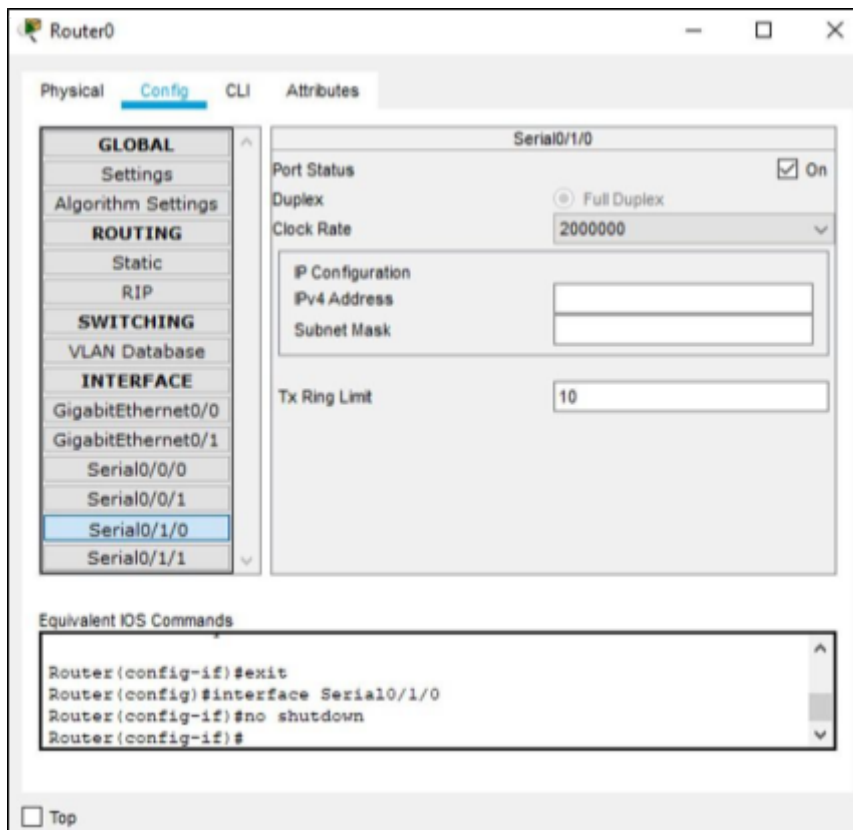 Router0
Physical Config CLI Attributes
GLOBAL
Settings
Algorithm Settings
ROUTING
Static
RIP
SWITCHING
VLAN Database
INTERFACE
GigabitEthernet0/0
GigabitEthernet0/1
Serial0/0/0
Serial0/0/1
Serial0/1/0
Serial0/1/1
Serial0/1/0
Port Status On
Duplex Full Duplex
Clock Rate 2000000
IP Configuration
IPv4 Address
Subnet Mask
Tx Ring Limit 10
Equivalent IOS Commands
Router(config-if)#exit
Router(config)#interface Serial0/1/0
Router(config-if)#no shutdown
Router(config-if)#
Top